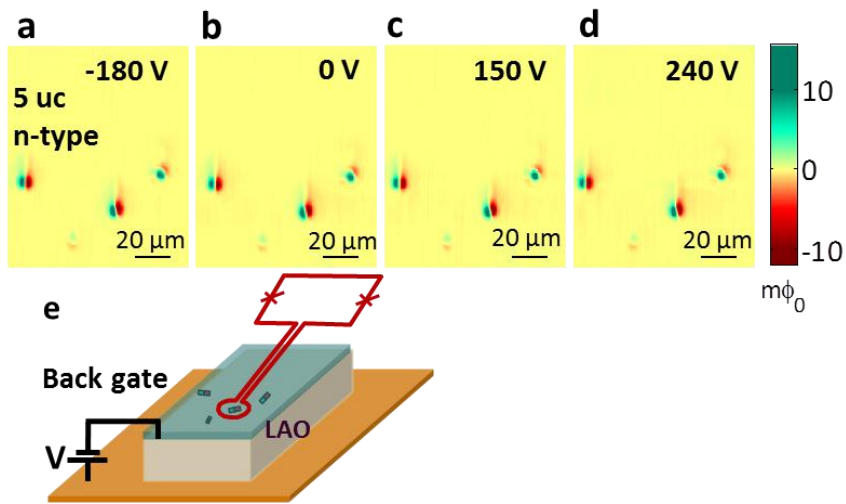 a
-180 V
5 uc
n-type
20 μm
b
0 V
20 μm
c
150 V
20 μm
d
240 V
20 μm
10
0
-10
mϕ₀
e
Back gate
LAO
V